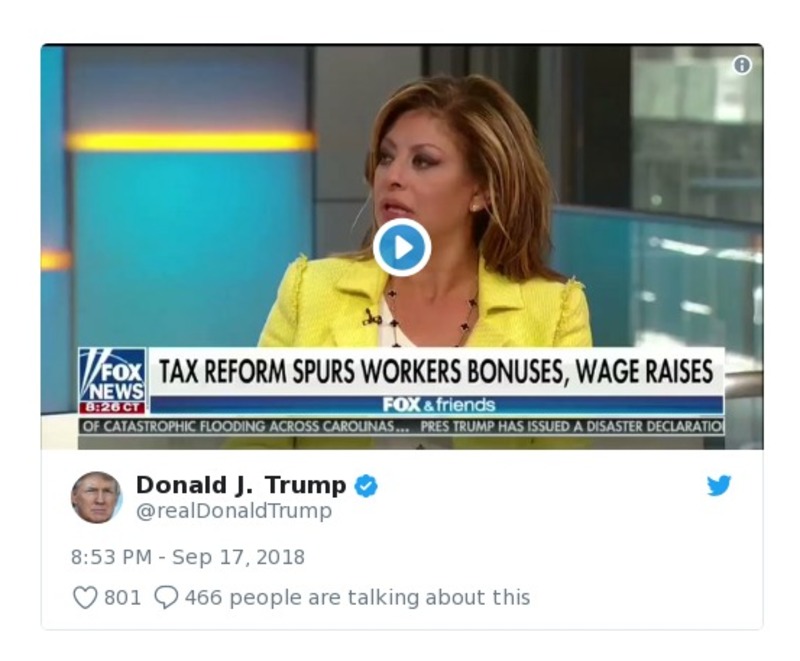 FOX
NEWS
8:26 CT
TAX REFORM SPURS WORKERS BONUSES, WAGE RAISES
FOX & friends
OF CATASTROPHIC FLOODING ACROSS CAROLINAS... PRES TRUMP HAS ISSUED A DISASTER DECLARATIO
Donald J. Trump
@realDonaldTrump
8:53 PM - Sep 17, 2018
801 466 people are talking about this